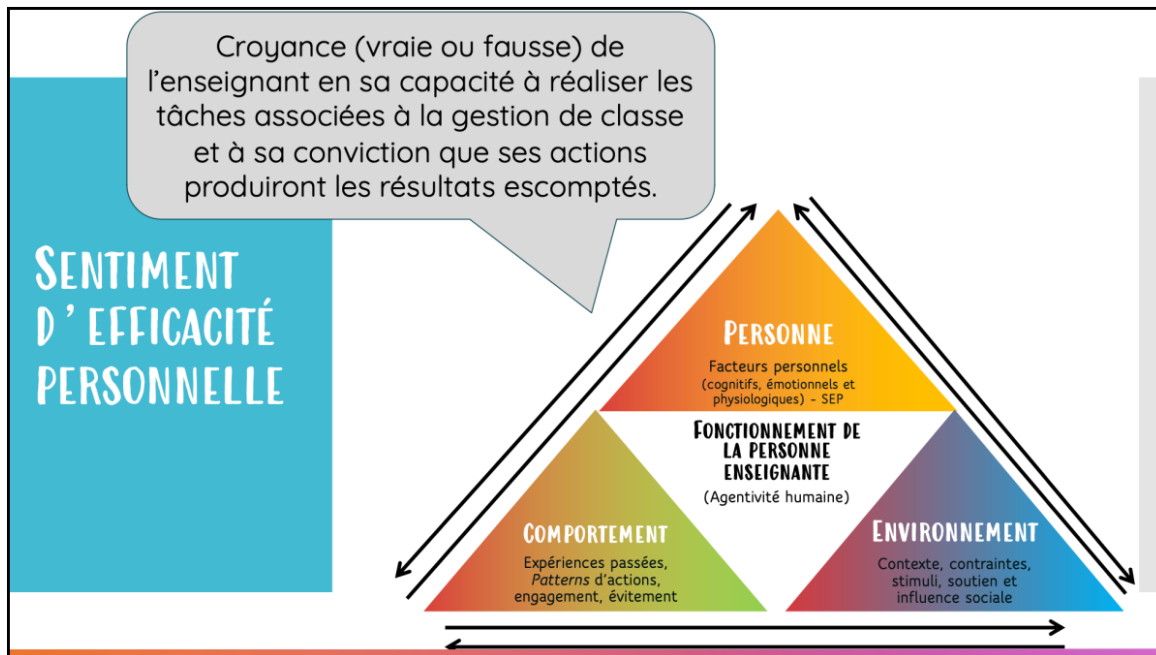 Croyance (vraie ou fausse) de
l'enseignant en sa capacité à réaliser les
tâches associées à la gestion de classe
et à sa conviction que ses actions
produiront les résultats escomptés.
SENTIMENT
D'EFFICACITÉ
PERSONNELLE
PERSONNE
Facteurs personnels
(cognitifs, émotionnels et
physiologiques) - SEP
FONCTIONNEMENT DE
LA PERSONNE
ENSEIGNANTE
(Agentivité humaine)
COMPORTEMENT
Expériences passées,
Patterns d'actions,
engagement, évitement
ENVIRONNEMENT
Contexte, contraintes,
stimuli, soutien et
influence sociale